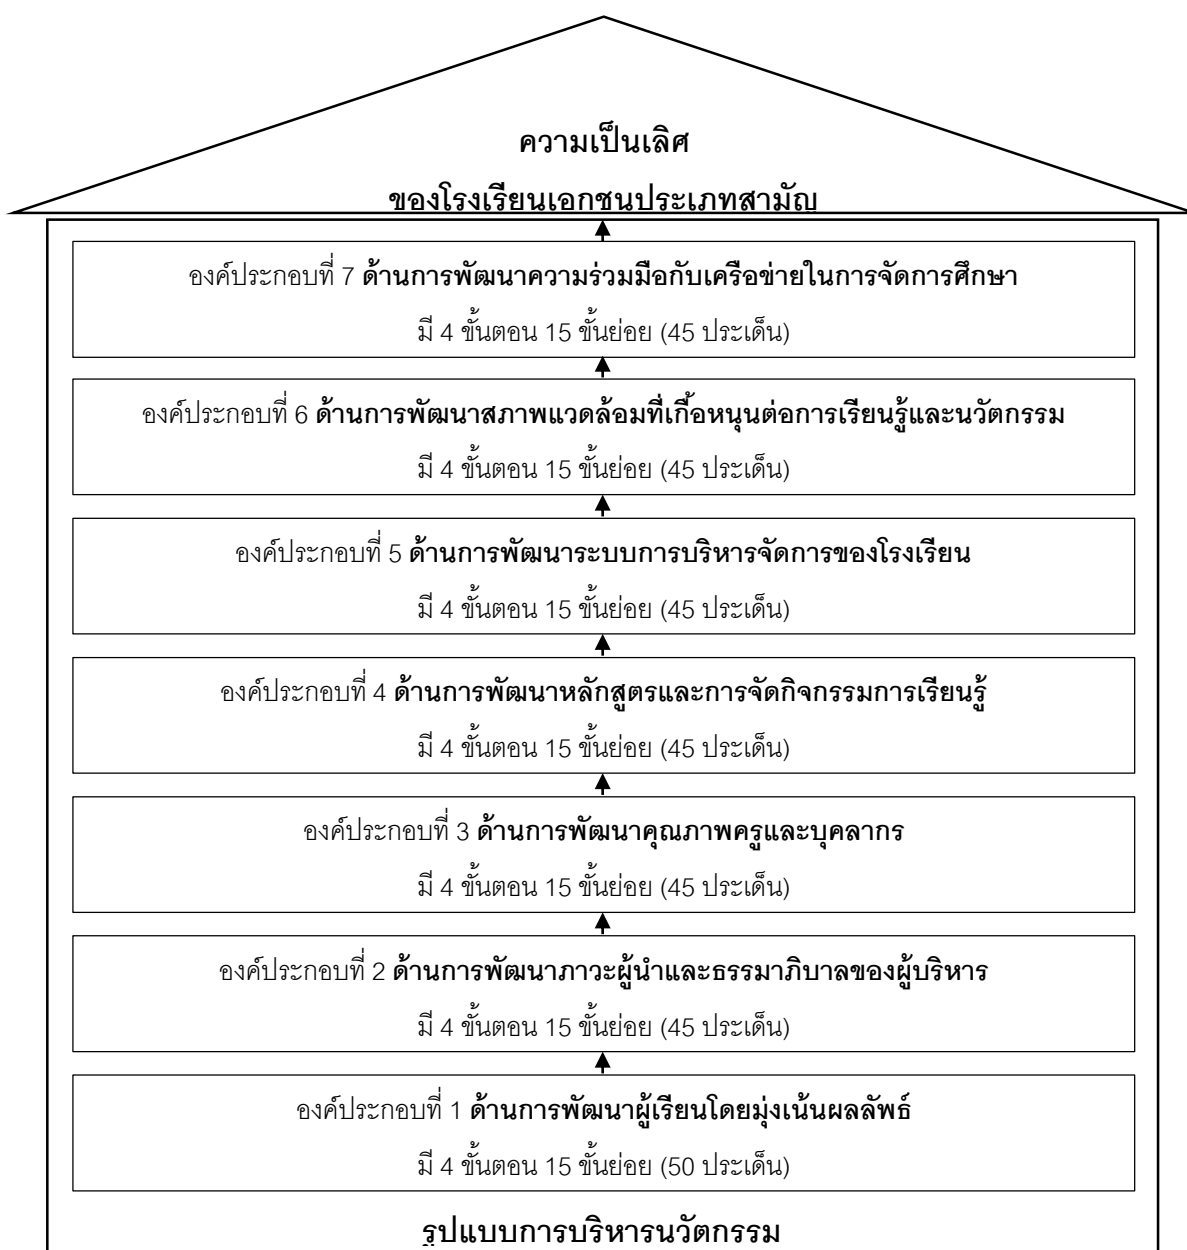 ความเป็นเลิศ
ของโรงเรียนเอกชนประเภทสามัญ
องค์ประกอบที่ 7 ด้านการพัฒนาความร่วมมือกับเครือข่ายในการจัดการศึกษา
มี 4 ขั้นตอน 15 ขั้นย่อย (45 ประเด็น)
องค์ประกอบที่ 6 ด้านการพัฒนาสภาพแวดล้อมที่เกื้อหนุนต่อการเรียนรู้และนวัตกรรม
มี 4 ขั้นตอน 15 ขั้นย่อย (45 ประเด็น)
องค์ประกอบที่ 5 ด้านการพัฒนาระบบการบริหารจัดการของโรงเรียน
มี 4 ขั้นตอน 15 ขั้นย่อย (45 ประเด็น)
องค์ประกอบที่ 4 ด้านการพัฒนาหลักสูตรและการจัดกิจกรรมการเรียนรู้
มี 4 ขั้นตอน 15 ขั้นย่อย (45 ประเด็น)
องค์ประกอบที่ 3 ด้านการพัฒนาคุณภาพครูและบุคลากร
มี 4 ขั้นตอน 15 ขั้นย่อย (45 ประเด็น)
องค์ประกอบที่ 2 ด้านการพัฒนาภาวะผู้นำและธรรมาภิบาลของผู้บริหาร
มี 4 ขั้นตอน 15 ขั้นย่อย (45 ประเด็น)
องค์ประกอบที่ 1 ด้านการพัฒนาผู้เรียนโดยมุ่งเน้นผลลัพธ์
มี 4 ขั้นตอน 15 ขั้นย่อย (50 ประเด็น)
รูปแบบการบริหารนวัตกรรม